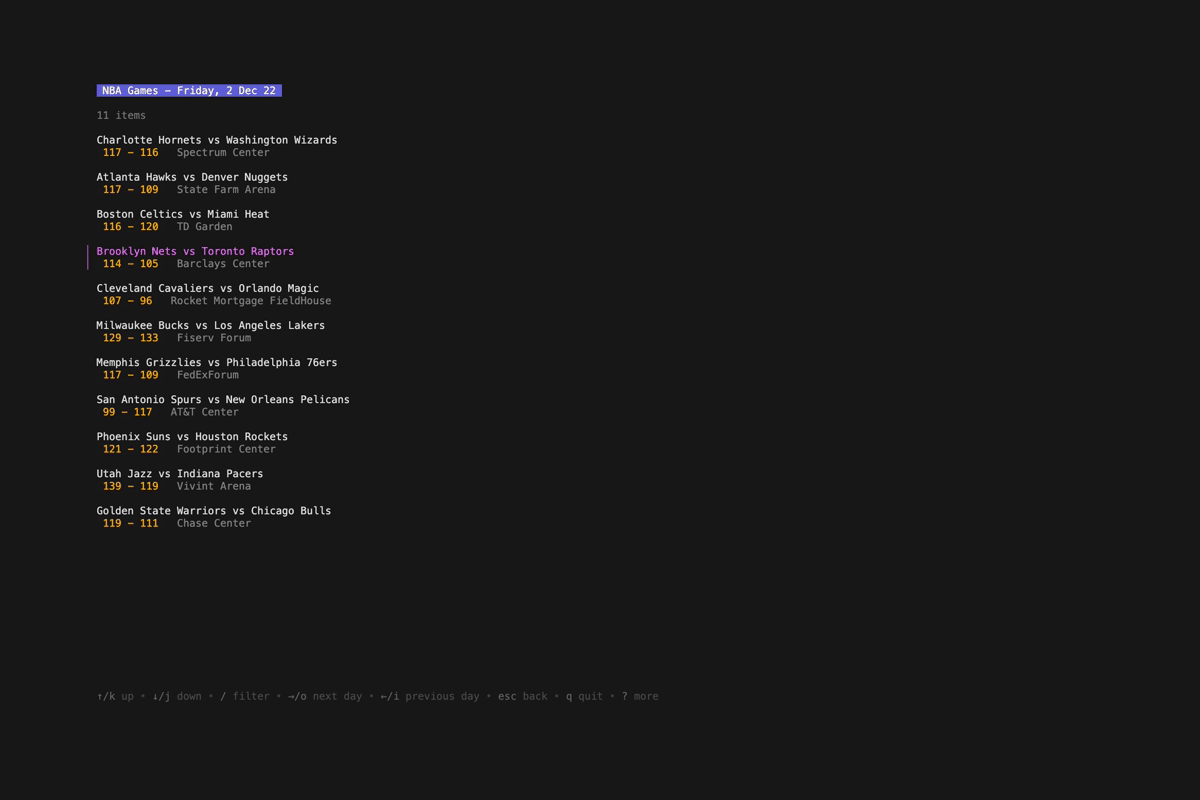 NBA Games – Friday, 2 Dec 22
11 items
Charlotte Hornets vs Washington Wizards
117 – 116 Spectrum Center
Atlanta Hawks vs Denver Nuggets
117 – 109 State Farm Arena
Boston Celtics vs Miami Heat
116 – 120 TD Garden
Brooklyn Nets vs Toronto Raptors
114 – 105 Barclays Center
Cleveland Cavaliers vs Orlando Magic
107 – 96 Rocket Mortgage FieldHouse
Milwaukee Bucks vs Los Angeles Lakers
129 – 133 Fiserv Forum
Memphis Grizzlies vs Philadelphia 76ers
117 – 109 FedExForum
San Antonio Spurs vs New Orleans Pelicans
99 – 117 AT&T Center
Phoenix Suns vs Houston Rockets
121 – 122 Footprint Center
Utah Jazz vs Indiana Pacers
139 – 119 Vivint Arena
Golden State Warriors vs Chicago Bulls
119 – 111 Chase Center
↑/k up • ↓/j down • / filter • →/o next day • ←/i previous day • esc back • q quit • ? more